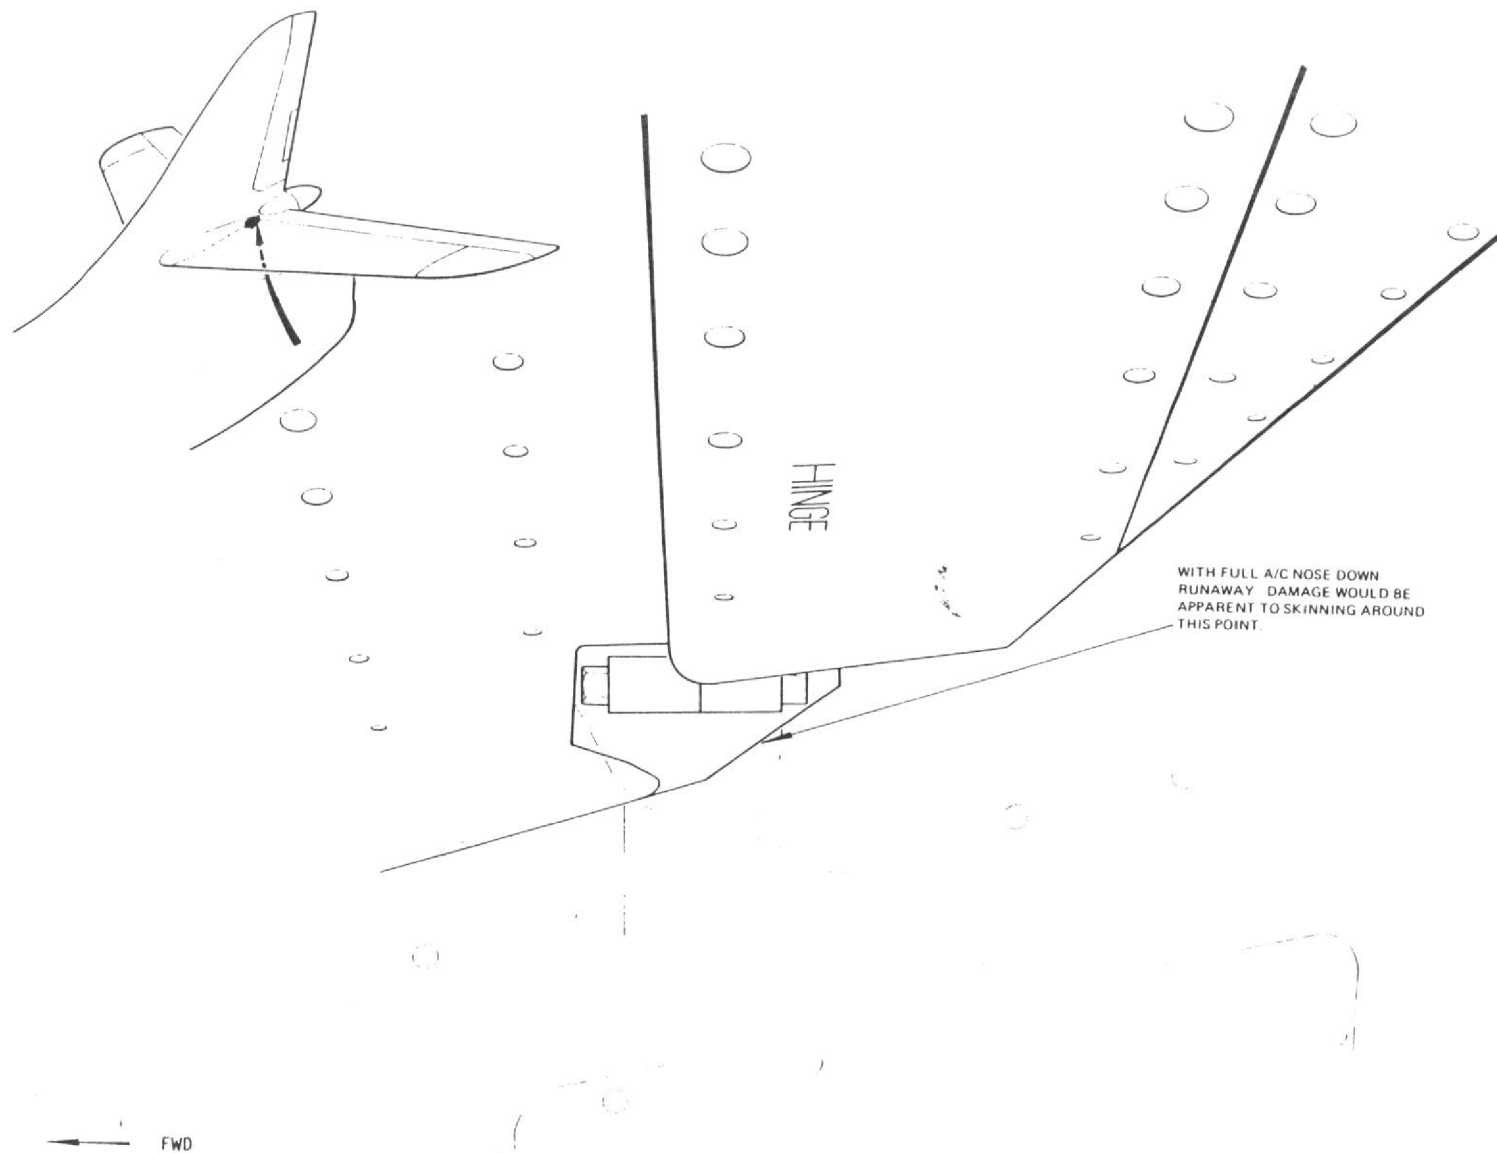 HINGE
WITH FULL A/C NOSE DOWN
RUNAWAY DAMAGE WOULD BE
APPARENT TO SKINNING AROUND
THIS POINT.
FWD